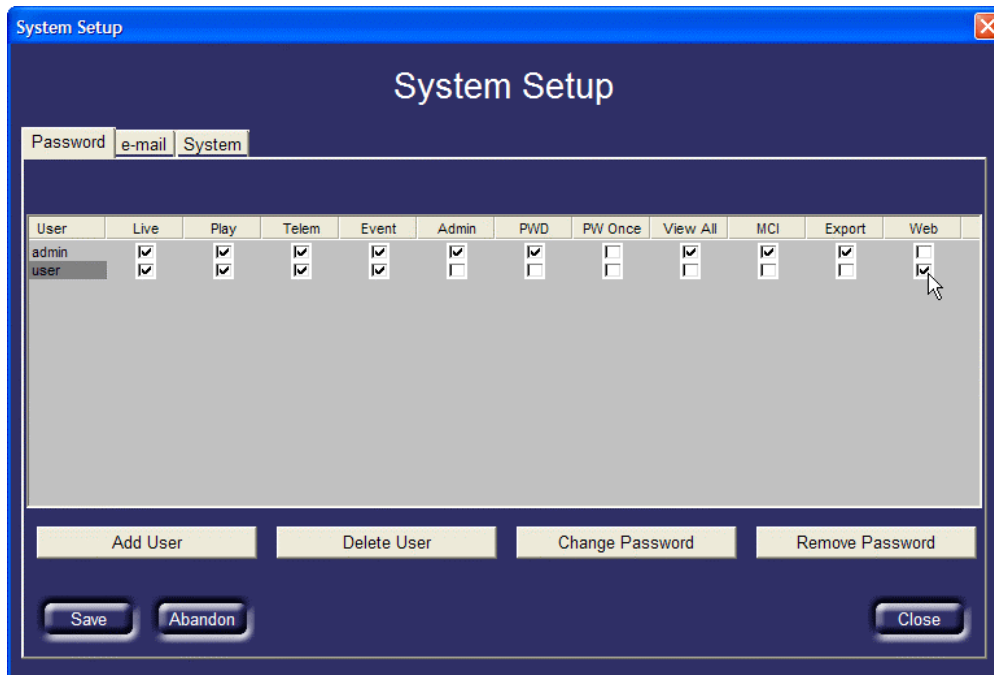 System Setup
System Setup
Password e-mail System
User Live Play Telem Event Admin PWD PW Once View All MCI Export Web
admin
user
Add User Delete User Change Password Remove Password
Save Abandon Close